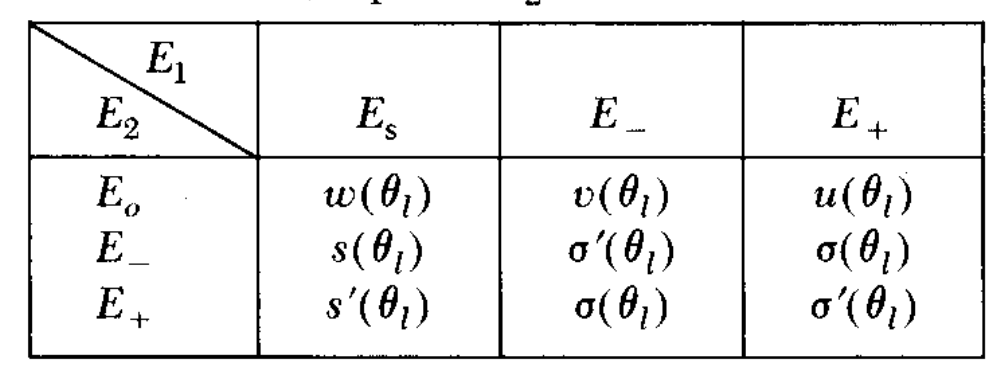 E₁
E₂ Eₛ E₋ E₊
Eₒ w(θₗ) v(θₗ) u(θₗ)
E₋ s(θₗ) σ′(θₗ) σ(θₗ)
E₊ s′(θₗ) σ(θₗ) σ′(θₗ)